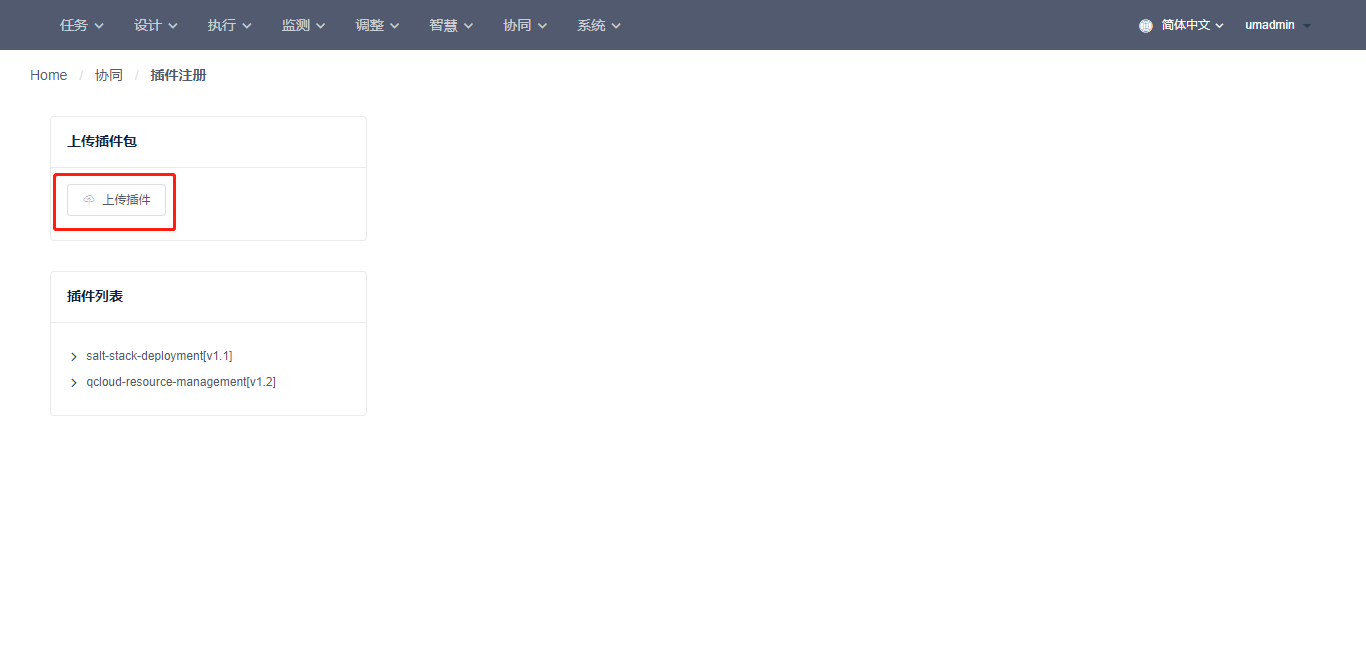 任务 设计 执行 监测 调整 智慧 协同 系统 简体中文 umadmin
Home / 协同 / 插件注册
上传插件包
上传插件
插件列表
salt-stack-deployment[v1.1]
qcloud-resource-management[v1.2]